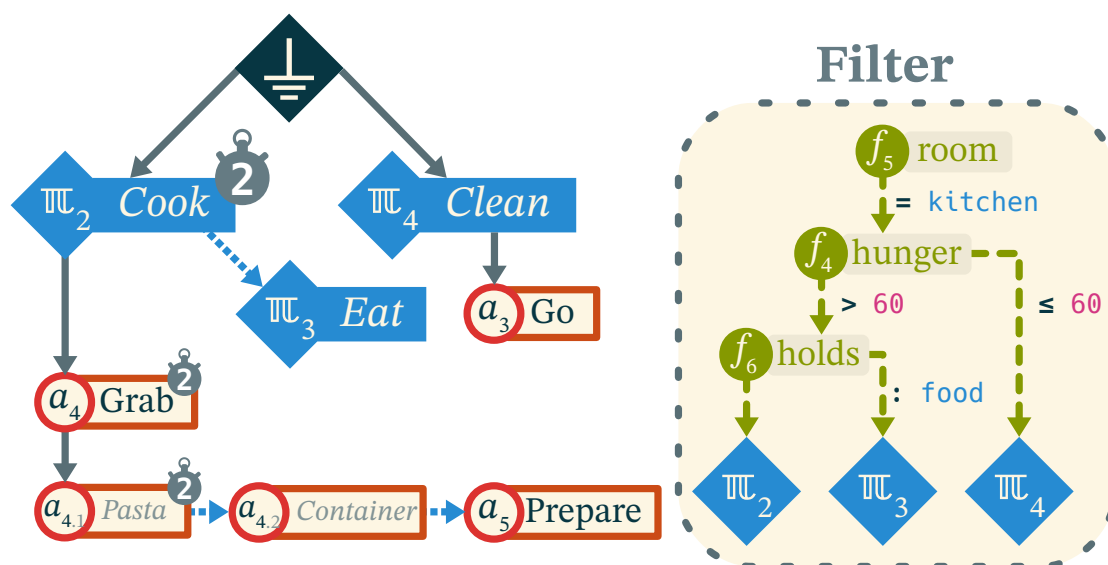 Filter
2
ℼ₂ Cook
ℼ₄ Clean
ℼ₃ Eat
a₃ Go
2
a₄ Grab
2
a₄.₁ Pasta
a₄.₂ Container
a₅ Prepare
f₅ room
= kitchen
f₄ hunger
> 60
≤ 60
f₆ holds
: food
ℼ₂
ℼ₃
ℼ₄